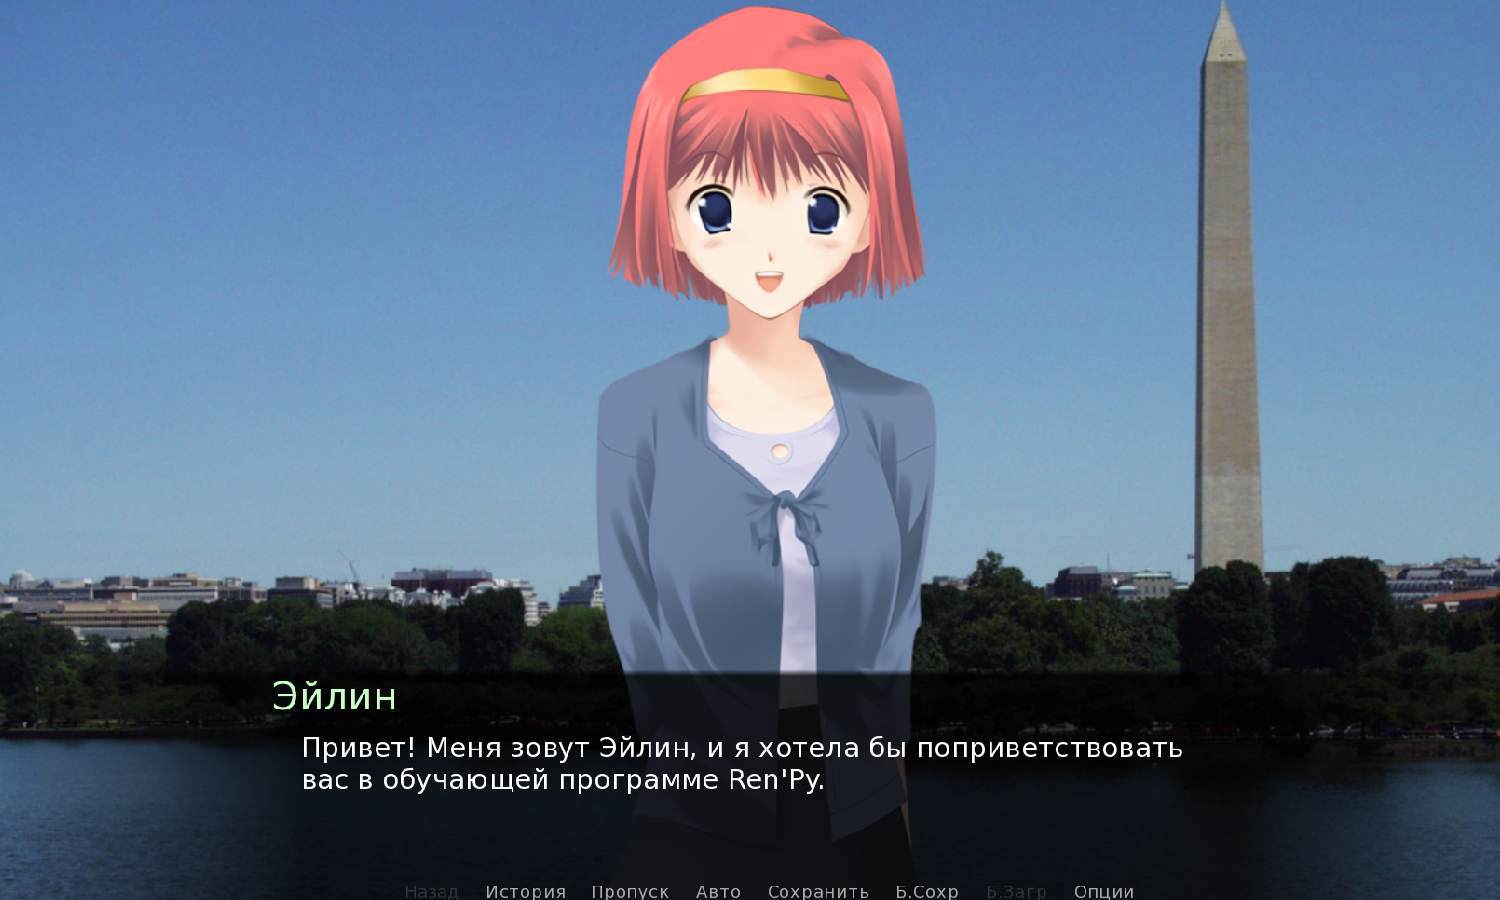 Эйлин
Привет! Меня зовут Эйлин, и я хотела бы поприветствовать
вас в обучающей программе Ren'Py.
Назад История Пропуск Авто Сохранить Б.Сохр Б.Загр Опции